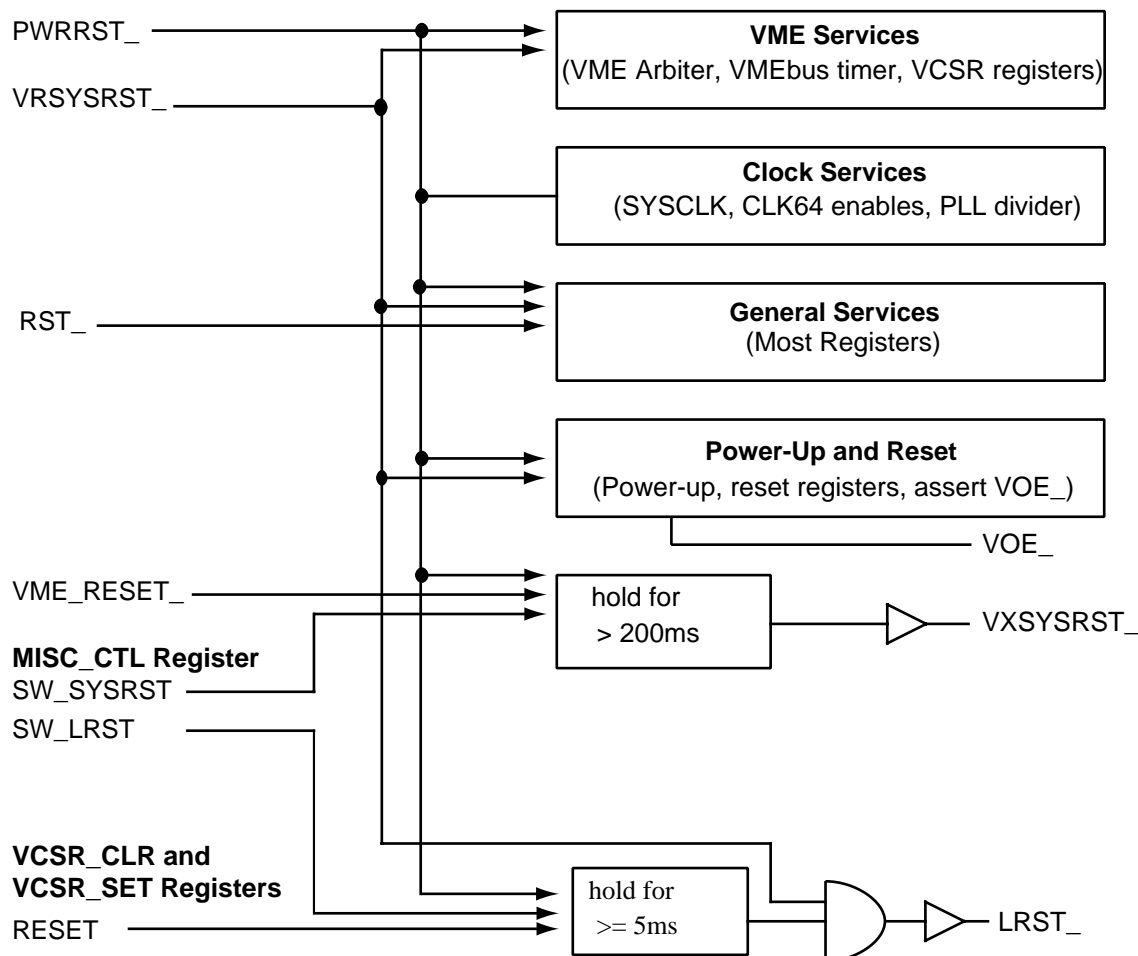 PWRRST_
VME Services
(VME Arbiter, VMEbus timer, VCSR registers)
VRSYSRST_
Clock Services
(SYSCLK, CLK64 enables, PLL divider)
RST_
General Services
(Most Registers)
Power-Up and Reset
(Power-up, reset registers, assert VOE_)
VOE_
VME_RESET_
hold for
> 200ms
VXSYSRST_
MISC_CTL Register
SW_SYSRST
SW_LRST
VCSR_CLR and
VCSR_SET Registers
RESET
hold for
>= 5ms
LRST_